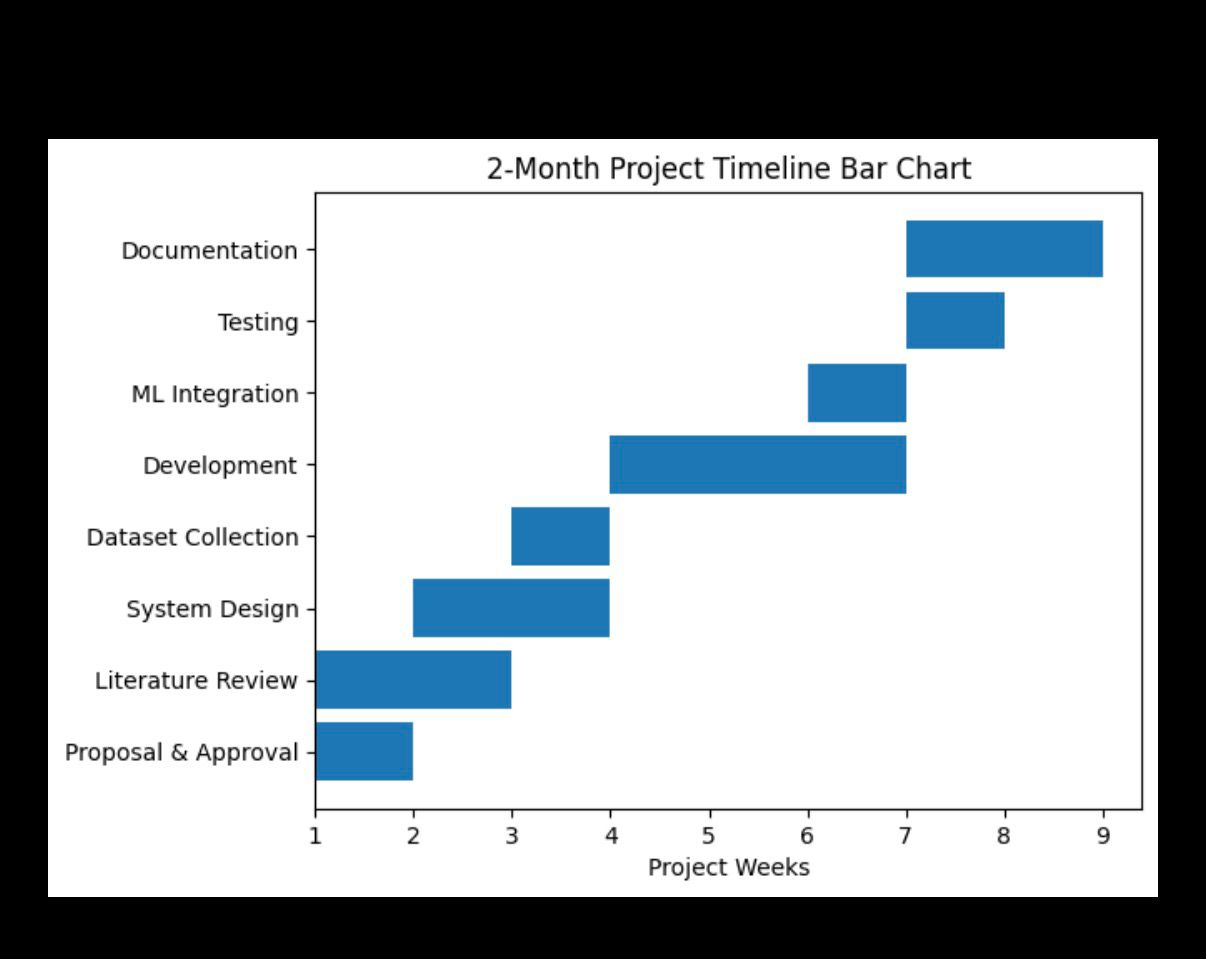 2-Month Project Timeline Bar Chart
Documentation
Testing
ML Integration
Development
Dataset Collection
System Design
Literature Review
Proposal & Approval
1 2 3 4 5 6 7 8 9
Project Weeks